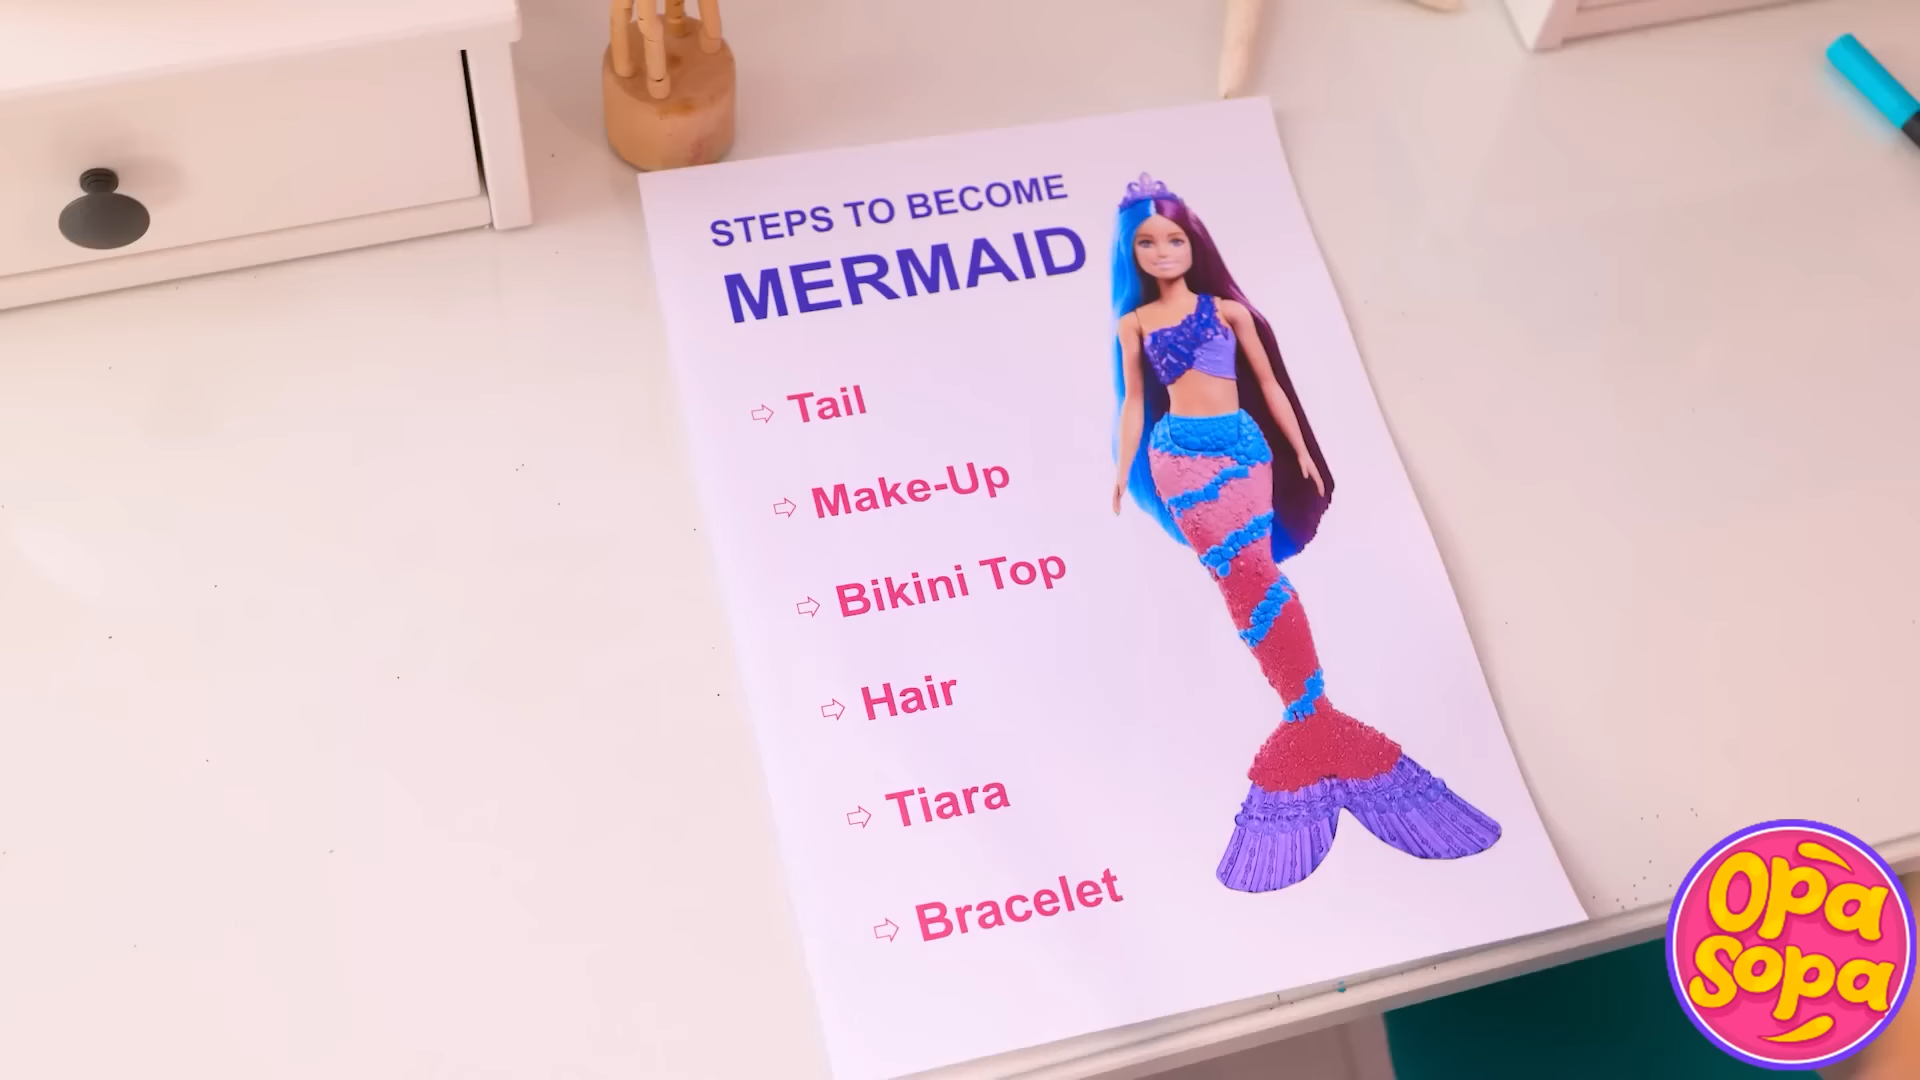 STEPS TO BECOME
MERMAID
⇨ Tail
⇨ Make-Up
⇨ Bikini Top
⇨ Hair
⇨ Tiara
⇨ Bracelet
Opa
Sopa